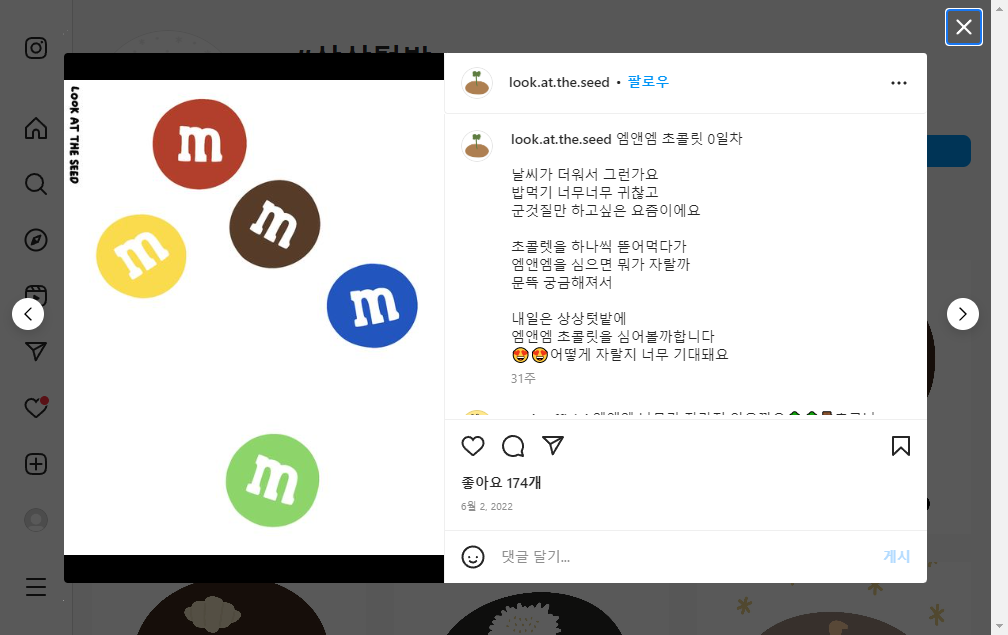 LOOK AT THE SEED
m
m
m
m
m
look.at.the.seed • 팔로우
look.at.the.seed 엠앤엠 초콜릿 0일차
날씨가 더워서 그런가요
밥먹기 너무너무 귀찮고
군것질만 하고싶은 요즘이에요
초콜렛을 하나씩 뜯어먹다가
엠앤엠을 심으면 뭐가 자랄까
문뜩 궁금해져서
내일은 상상텃밭에
엠앤엠 초콜릿을 심어볼까합니다
😍😍어떻게 자랄지 너무 기대돼요
31주
좋아요 174개
6월 2, 2022
댓글 달기...
게시